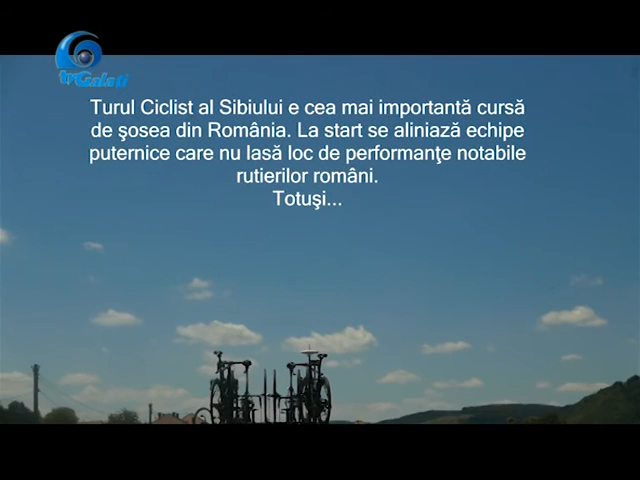 tvGalați
Turul Ciclist al Sibiului e cea mai importantă cursă
de şosea din România. La start se aliniază echipe
puternice care nu lasă loc de performanţe notabile
rutierilor români.
Totuşi...